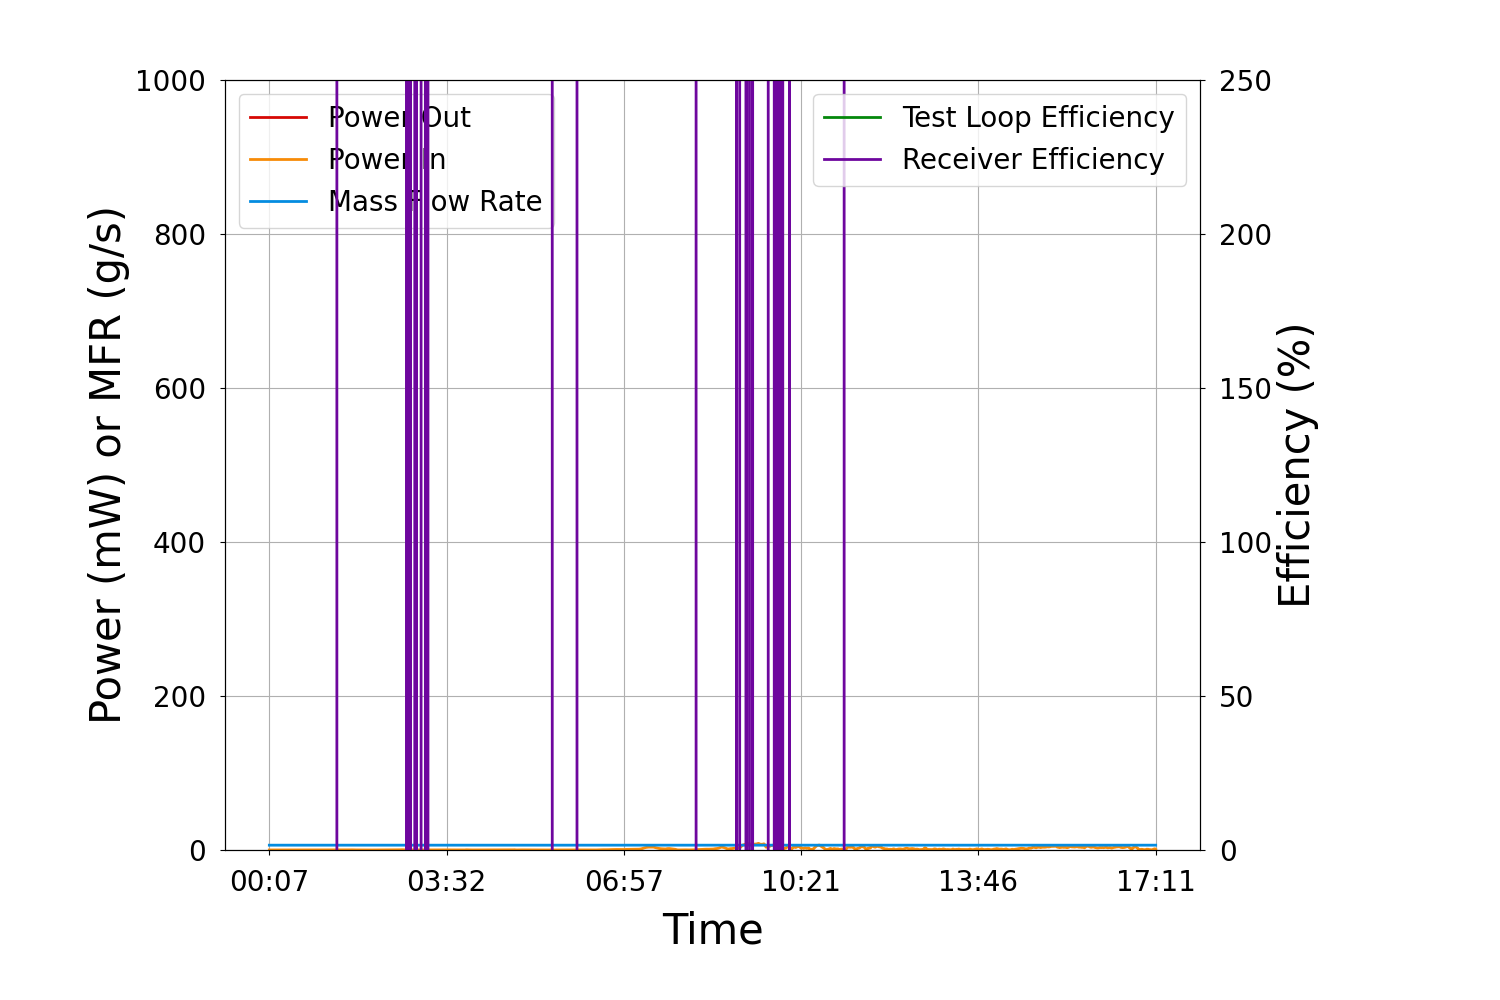 1000
800
600
400
200
0
Power (mW) or MFR (g/s)
Power Out
Power In
Mass Flow Rate
Test Loop Efficiency
Receiver Efficiency
250
200
150
100
50
0
Efficiency (%)
00:07 03:32 06:57 10:21 13:46 17:11
Time